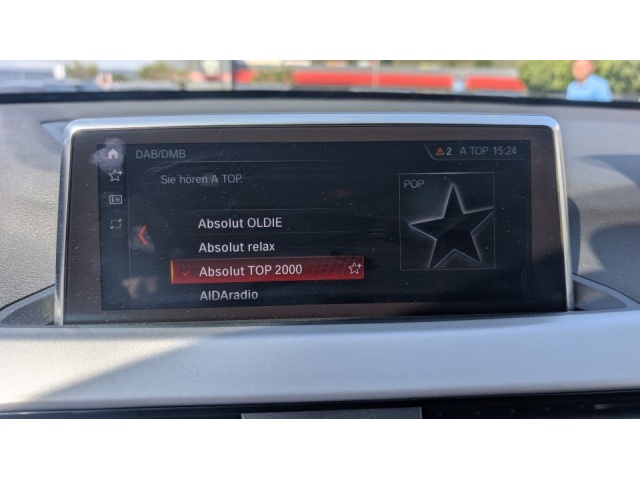 DAB/DMB
2 A TOP 15:24
Sie hören A TOP.
POP
Absolut OLDIE
Absolut relax
Absolut TOP 2000
AIDAradio